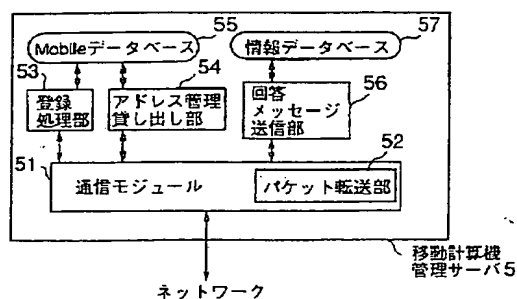 55
57
Mobileデータベース
情報データベース
53
54
登録
処理部
アドレス管理
貸し出し部
回答
メッセージ
送信部
56
51
52
通信モジュール
パケット転送部
移動計算機
管理サーバ5
ネットワーク